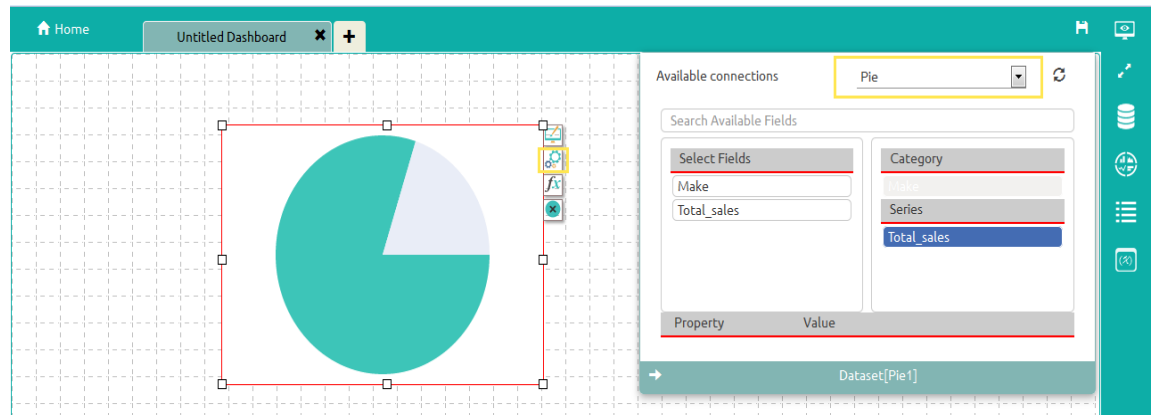 Home
Untitled Dashboard
Available connections
Pie
Search Available Fields
Select Fields
Make
Total_sales
Category
Make
Series
Total_sales
Property Value
Dataset[Pie1]
fx
(x)